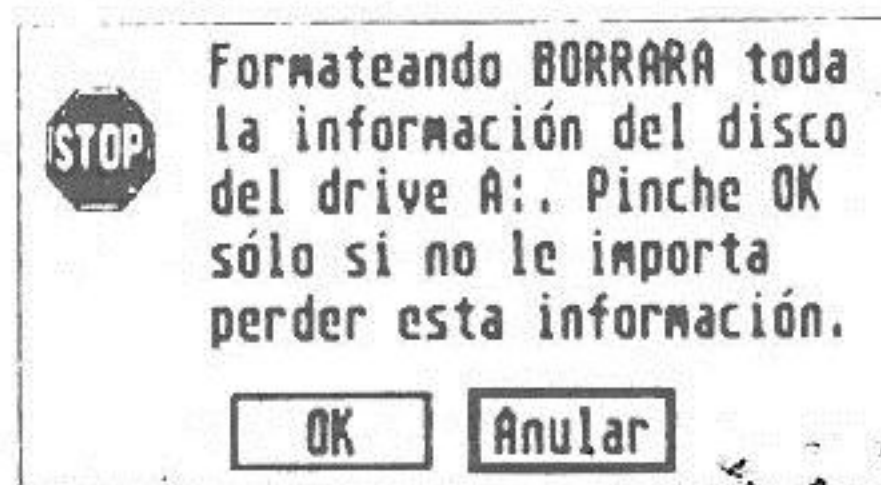 STOP
Formateando BORRARA toda
la información del disco
del drive A:. Pinche OK
sólo si no le importa
perder esta información.
OK Anular